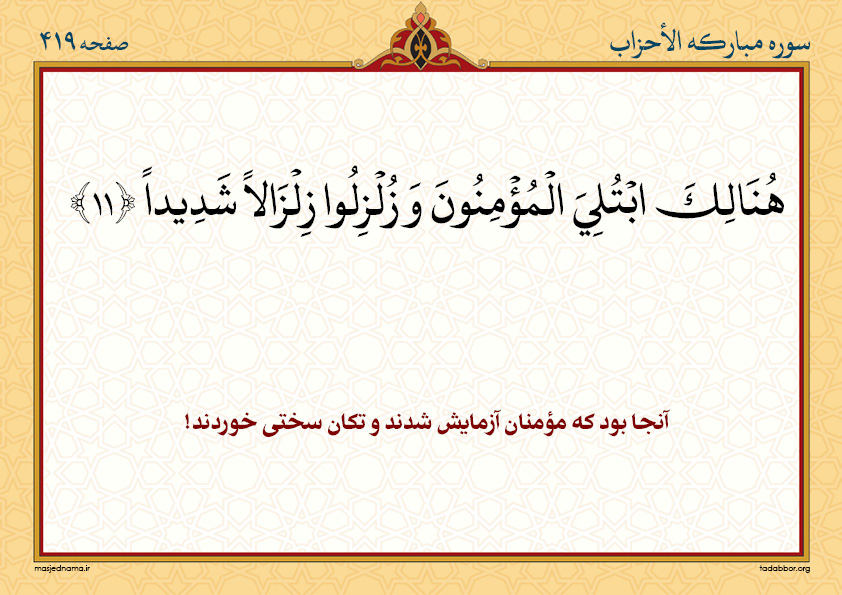 سوره مبارکه الأحزاب
صفحه ۴۱۹
هُنَالِكَ ابْتُلِيَ الْمُؤْمِنُونَ وَ زُلْزِلُوا زِلْزَالاً شَدِيداً ﴿۱۱﴾
آنجا بود که مؤمنان آزمایش شدند و تکان سختی خوردند!
masjednama.ir
tadabbor.org